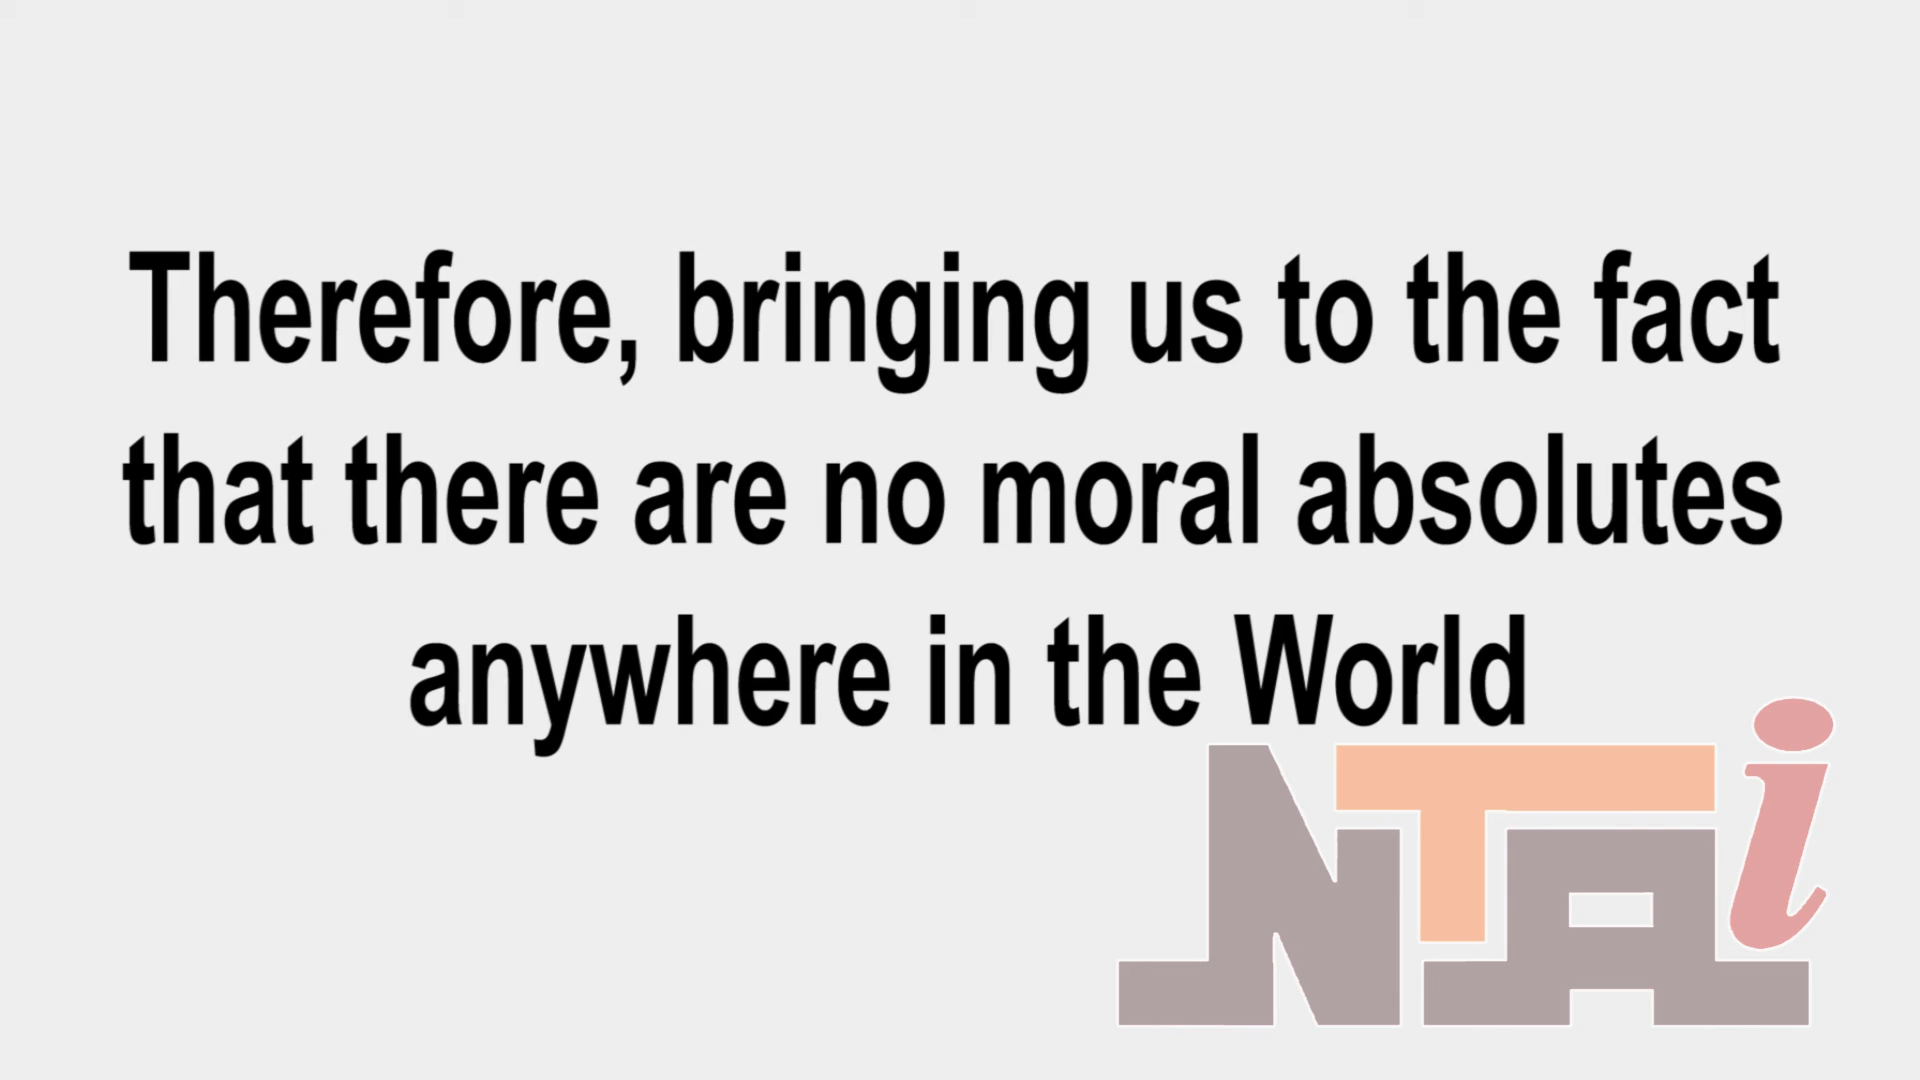 Therefore, bringing us to the fact
that there are no moral absolutes
anywhere in the World
NTAi